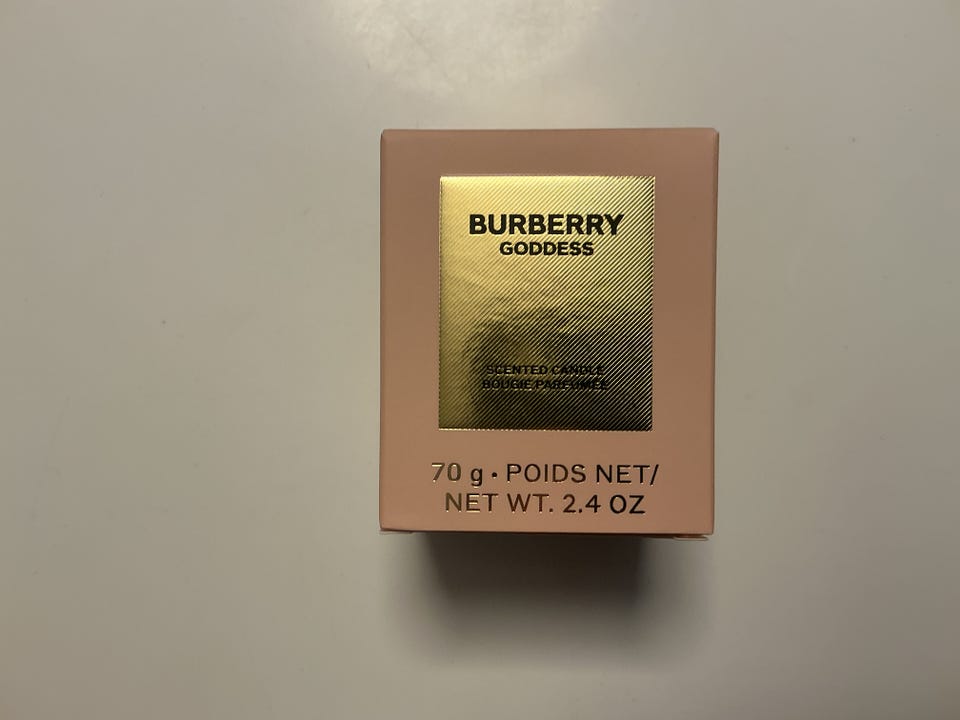 BURBERRY
GODDESS
SCENTED CANDLE
BOUGIE PARFUMÉE
70 g · POIDS NET/
NET WT. 2.4 OZ